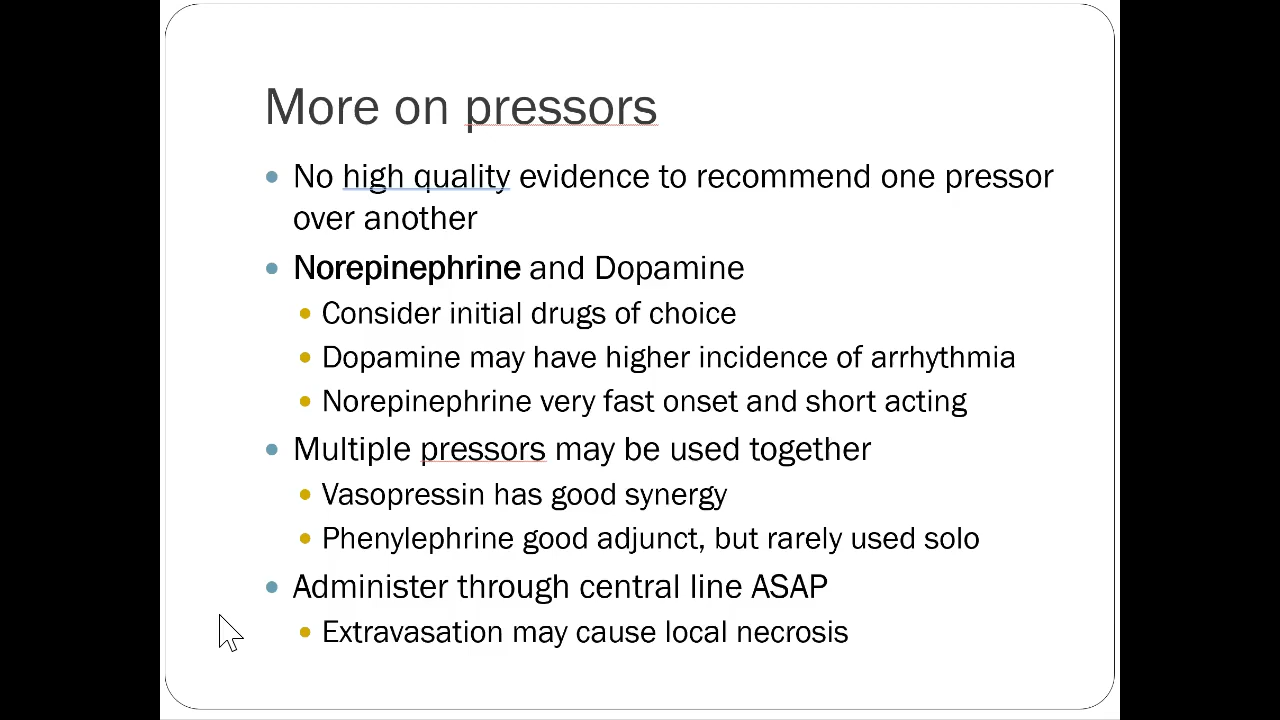 More on pressors
No high quality evidence to recommend one pressor
over another
Norepinephrine and Dopamine
Consider initial drugs of choice
Dopamine may have higher incidence of arrhythmia
Norepinephrine very fast onset and short acting
Multiple pressors may be used together
Vasopressin has good synergy
Phenylephrine good adjunct, but rarely used solo
Administer through central line ASAP
Extravasation may cause local necrosis